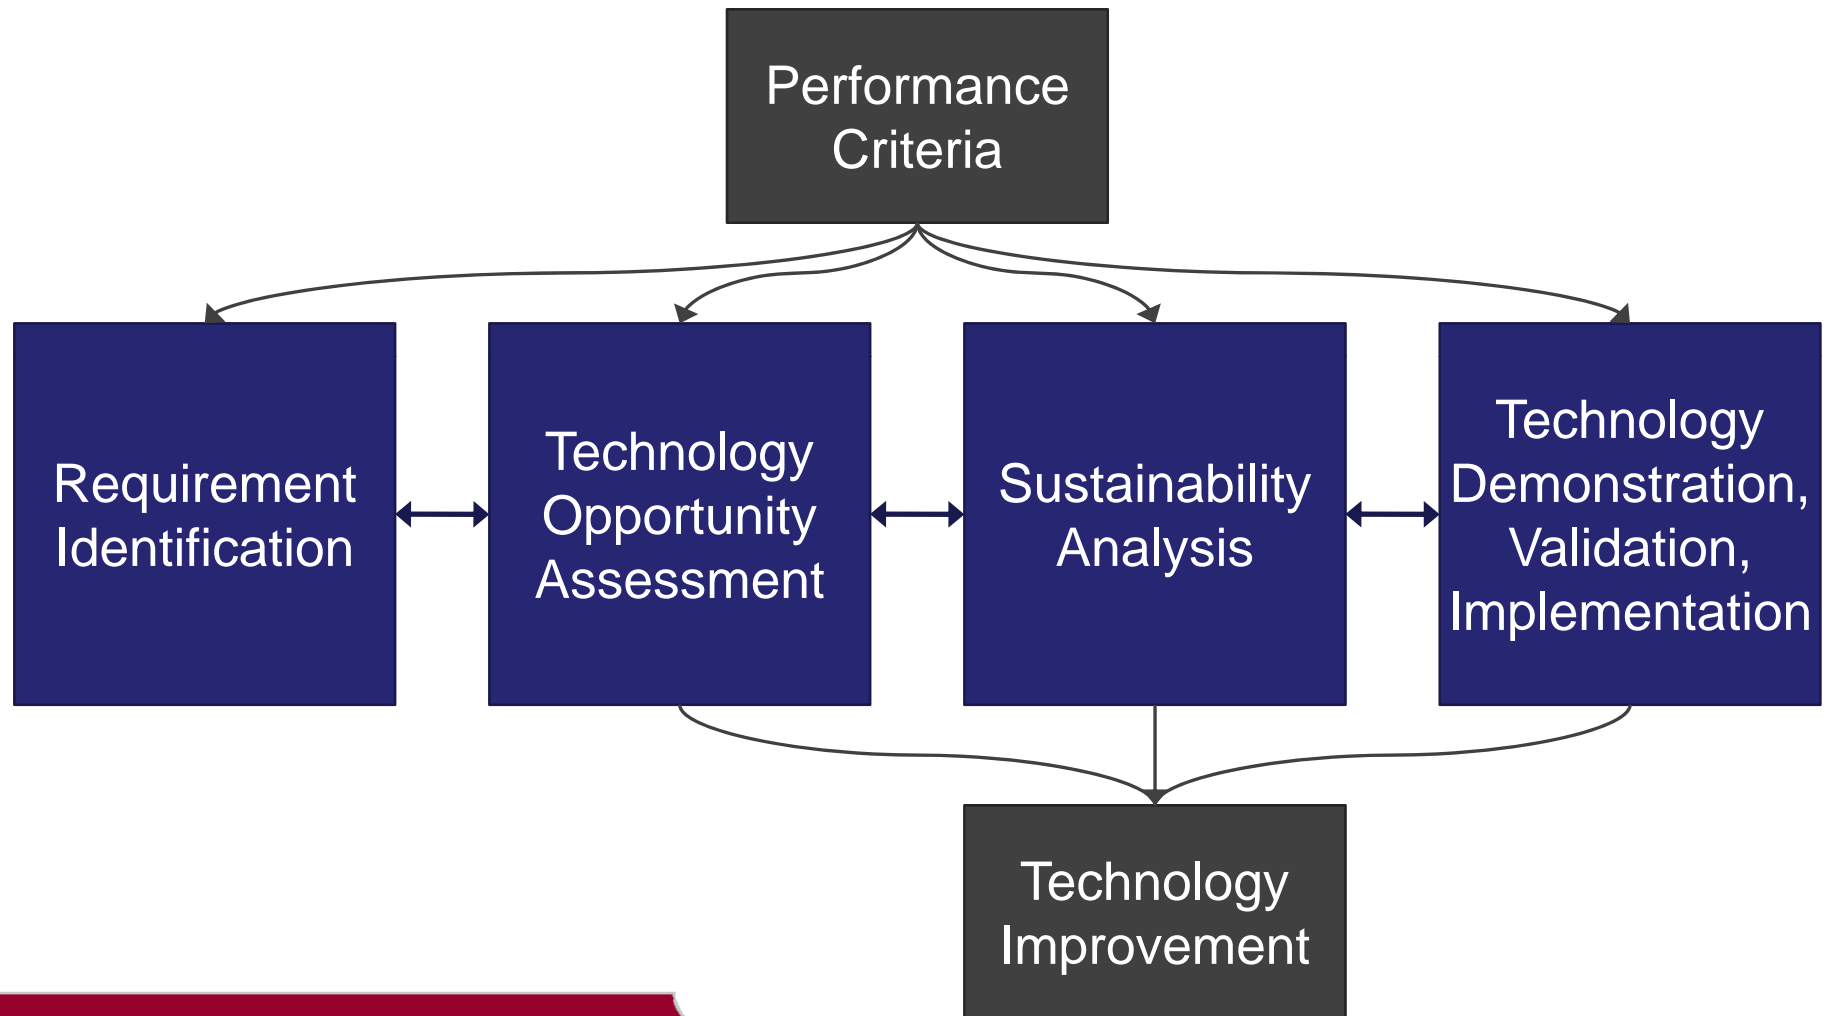 Performance
Criteria
Requirement
Identification
Technology
Opportunity
Assessment
Sustainability
Analysis
Technology
Demonstration,
Validation,
Implementation
Technology
Improvement